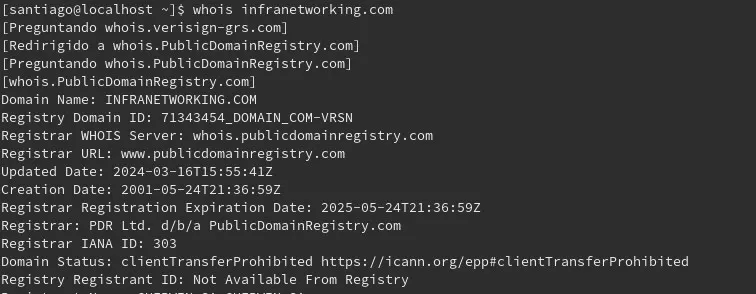 [santiago@localhost ~]$ whois infranetworking.com
[Preguntando whois.verisign-grs.com]
[Redirigido a whois.PublicDomainRegistry.com]
[Preguntando whois.PublicDomainRegistry.com]
[whois.PublicDomainRegistry.com]
Domain Name: INFRANETWORKING.COM
Registry Domain ID: 71343454_DOMAIN_COM-VRSN
Registrar WHOIS Server: whois.publicdomainregistry.com
Registrar URL: www.publicdomainregistry.com
Updated Date: 2024-03-16T15:55:41Z
Creation Date: 2001-05-24T21:36:59Z
Registrar Registration Expiration Date: 2025-05-24T21:36:59Z
Registrar: PDR Ltd. d/b/a PublicDomainRegistry.com
Registrar IANA ID: 303
Domain Status: clientTransferProhibited https://icann.org/epp#clientTransferProhibited
Registry Registrant ID: Not Available From Registry